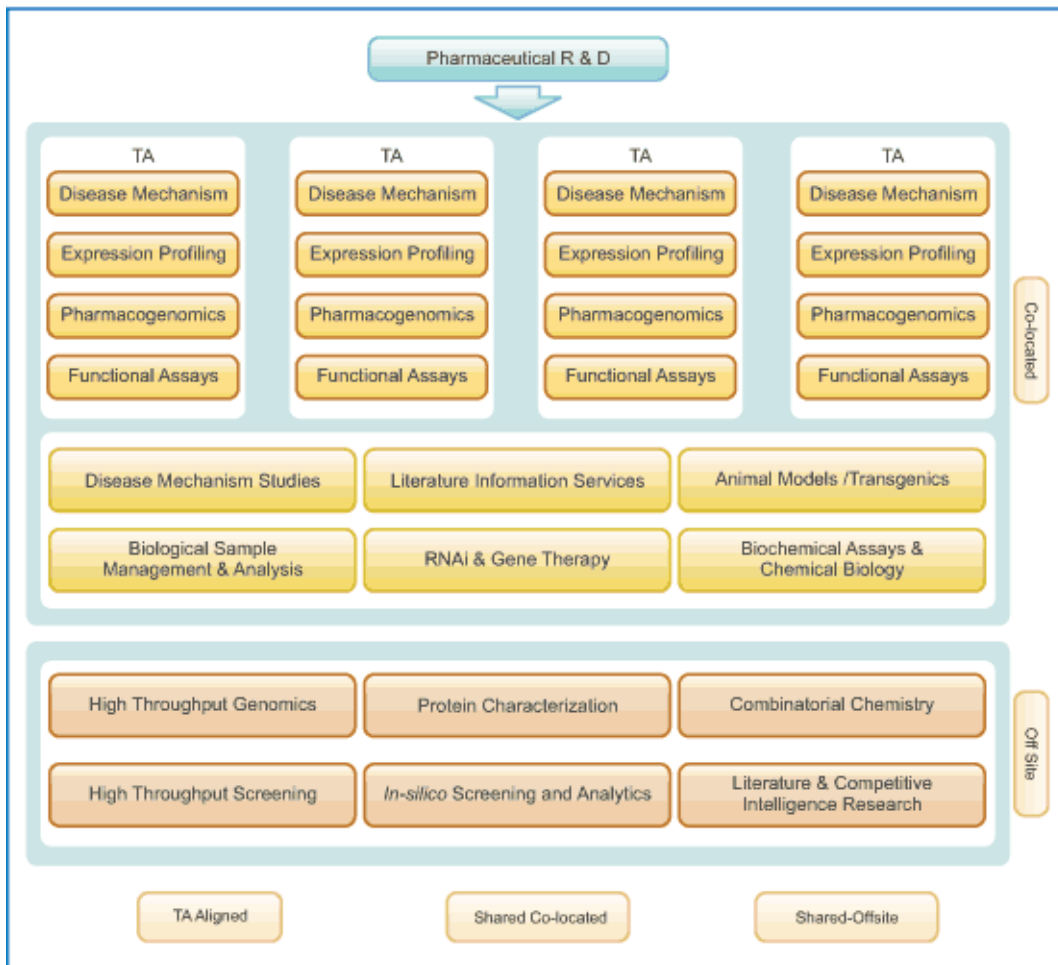 Pharmaceutical R & D
TA
TA
TA
TA
Disease Mechanism
Disease Mechanism
Disease Mechanism
Disease Mechanism
Expression Profiling
Expression Profiling
Expression Profiling
Expression Profiling
Pharmacogenomics
Pharmacogenomics
Pharmacogenomics
Pharmacogenomics
Functional Assays
Functional Assays
Functional Assays
Functional Assays
Co-located
Disease Mechanism Studies
Literature Information Services
Animal Models /Transgenics
Biological Sample
Management & Analysis
RNAi & Gene Therapy
Biochemical Assays &
Chemical Biology
High Throughput Genomics
Protein Characterization
Combinatorial Chemistry
Off Site
High Throughput Screening
In-silico Screening and Analytics
Literature & Competitive
Intelligence Research
TA Aligned
Shared Co-located
Shared-Offsite